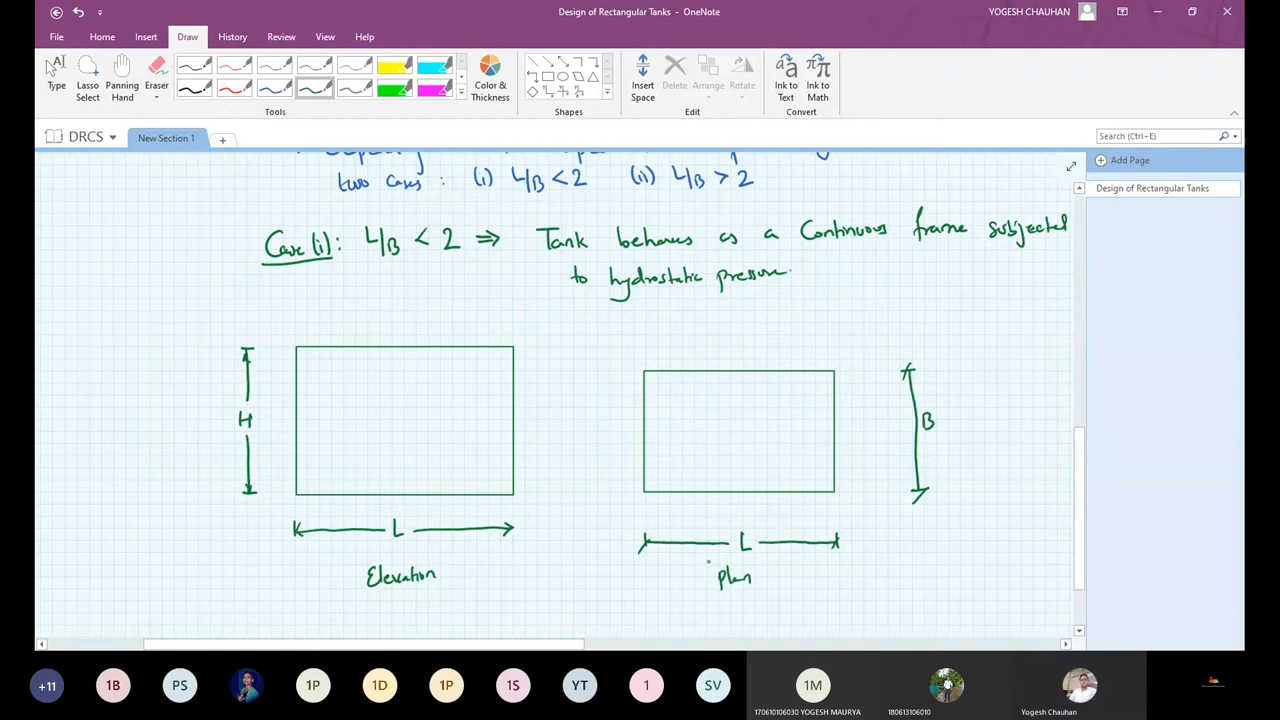 Design of Rectangular Tanks - OneNote
YOGESH CHAUHAN
File Home Insert Draw History Review View Help
Type
Lasso Select
Panning Hand
Eraser
Color & Thickness
Insert Space
Delete
Arrange
Rotate
Ink to Text
Ink to Math
Tools
Shapes
Edit
Convert
DRCS
New Section 1
Search (Ctrl+E)
Add Page
Design of Rectangular Tanks
two cases : (i) L/B < 2 (ii) L/B > 2
Case (i): L/B < 2 ⇒ Tank behaves as a Continuous frame subjected
to hydrostatic pressure.
H
B
L
L
Elevation
Plan
+11 1B PS 1P 1D 1P 1S YT 1 SV 1M
170610106030 YOGESH MAURYA
180613106010
Yogesh Chauhan